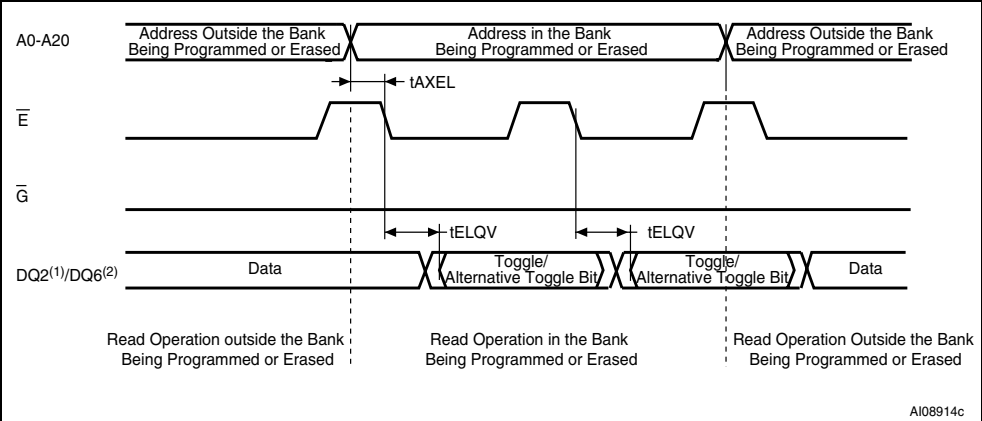 A0-A20
Address Outside the Bank
Being Programmed or Erased
Address in the Bank
Being Programmed or Erased
Address Outside the Bank
Being Programmed or Erased
tAXEL
E
G
tELQV
tELQV
DQ2(1)/DQ6(2)
Data
Toggle/
Alternative Toggle Bit
Toggle/
Alternative Toggle Bit
Data
Read Operation outside the Bank
Being Programmed or Erased
Read Operation in the Bank
Being Programmed or Erased
Read Operation Outside the Bank
Being Programmed or Erased
AI08914c